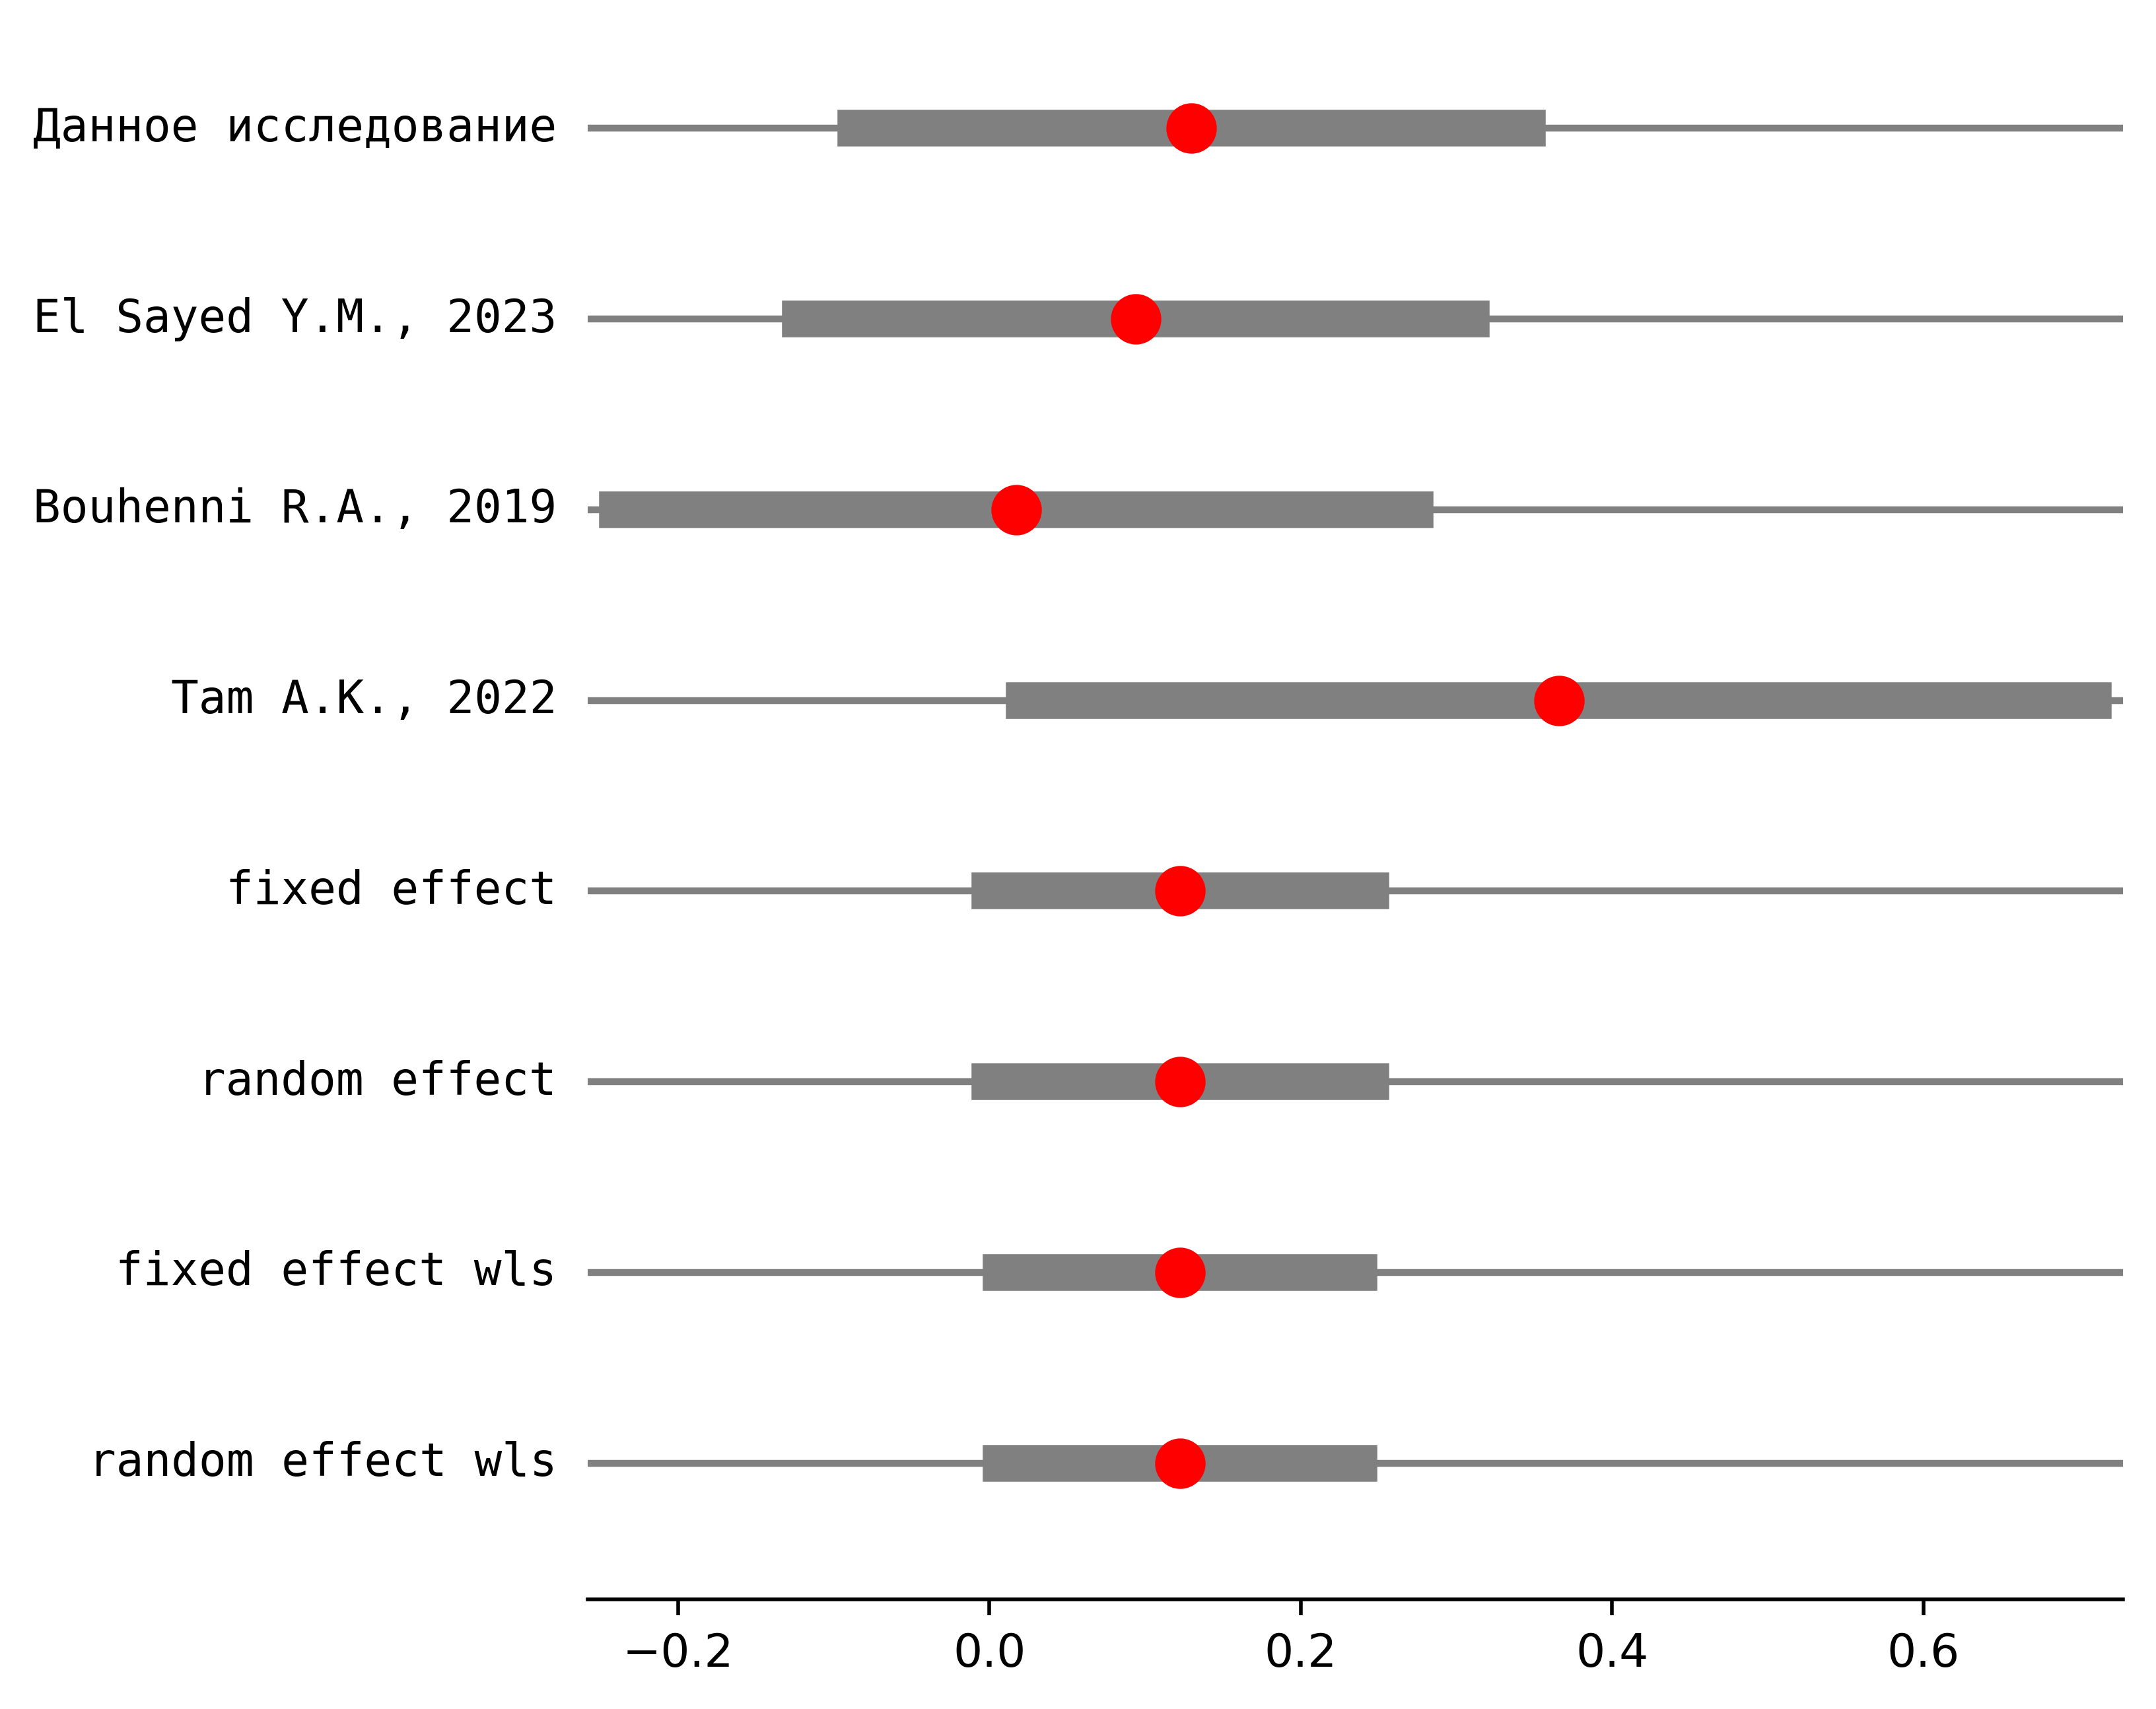 Данное исследование
El Sayed Y.M., 2023
Bouhenni R.A., 2019
Tam A.K., 2022
fixed effect
random effect
fixed effect wls
random effect wls
−0.2 0.0 0.2 0.4 0.6